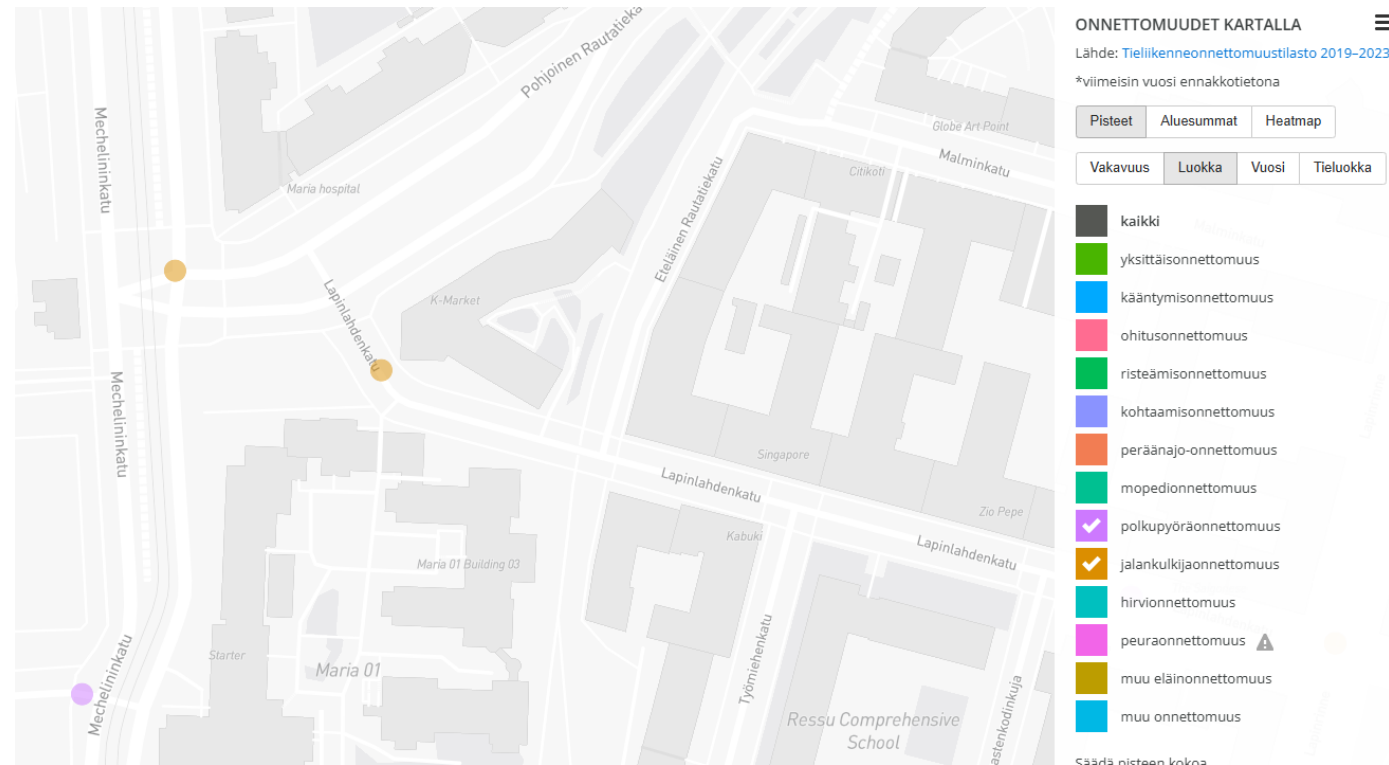 ONNETTOMUUDET KARTALLA
Lähde: Tieliikenneonnettomuustilasto 2019–2023
*viimeisin vuosi ennakkotietona
Pisteet Aluesummat Heatmap
Vakavuus Luokka Vuosi Tieluokka
kaikki
yksittäisonnettomuus
kääntymisonnettomuus
ohitusonnettomuus
risteämisonnettomuus
kohtaamisonnettomuus
peräänajo-onnettomuus
mopedionnettomuus
polkupyöräonnettomuus
jalankulkijaonnettomuus
hirvionnettomuus
peuraonnettomuus
muu eläinonnettomuus
muu onnettomuus
Säädä pisteen kokoa
Pohjoinen Rautatieka
Mechelininkatu
Maria hospital
Globe Art Point
Malminkatu
Citikoti
Eteläinen Rautatiekatu
K-Market
Lapinlahdenkatu
Mechelininkatu
Singapore
Lapinlahdenkatu
Zio Pepe
Kabuki
Lapinlahdenkatu
Maria 01 Building 03
Mechelininkatu
Starter
Maria 01
Työmiehenkatu
Ressu Comprehensive
School
astenkodinkuja
Malminkatu